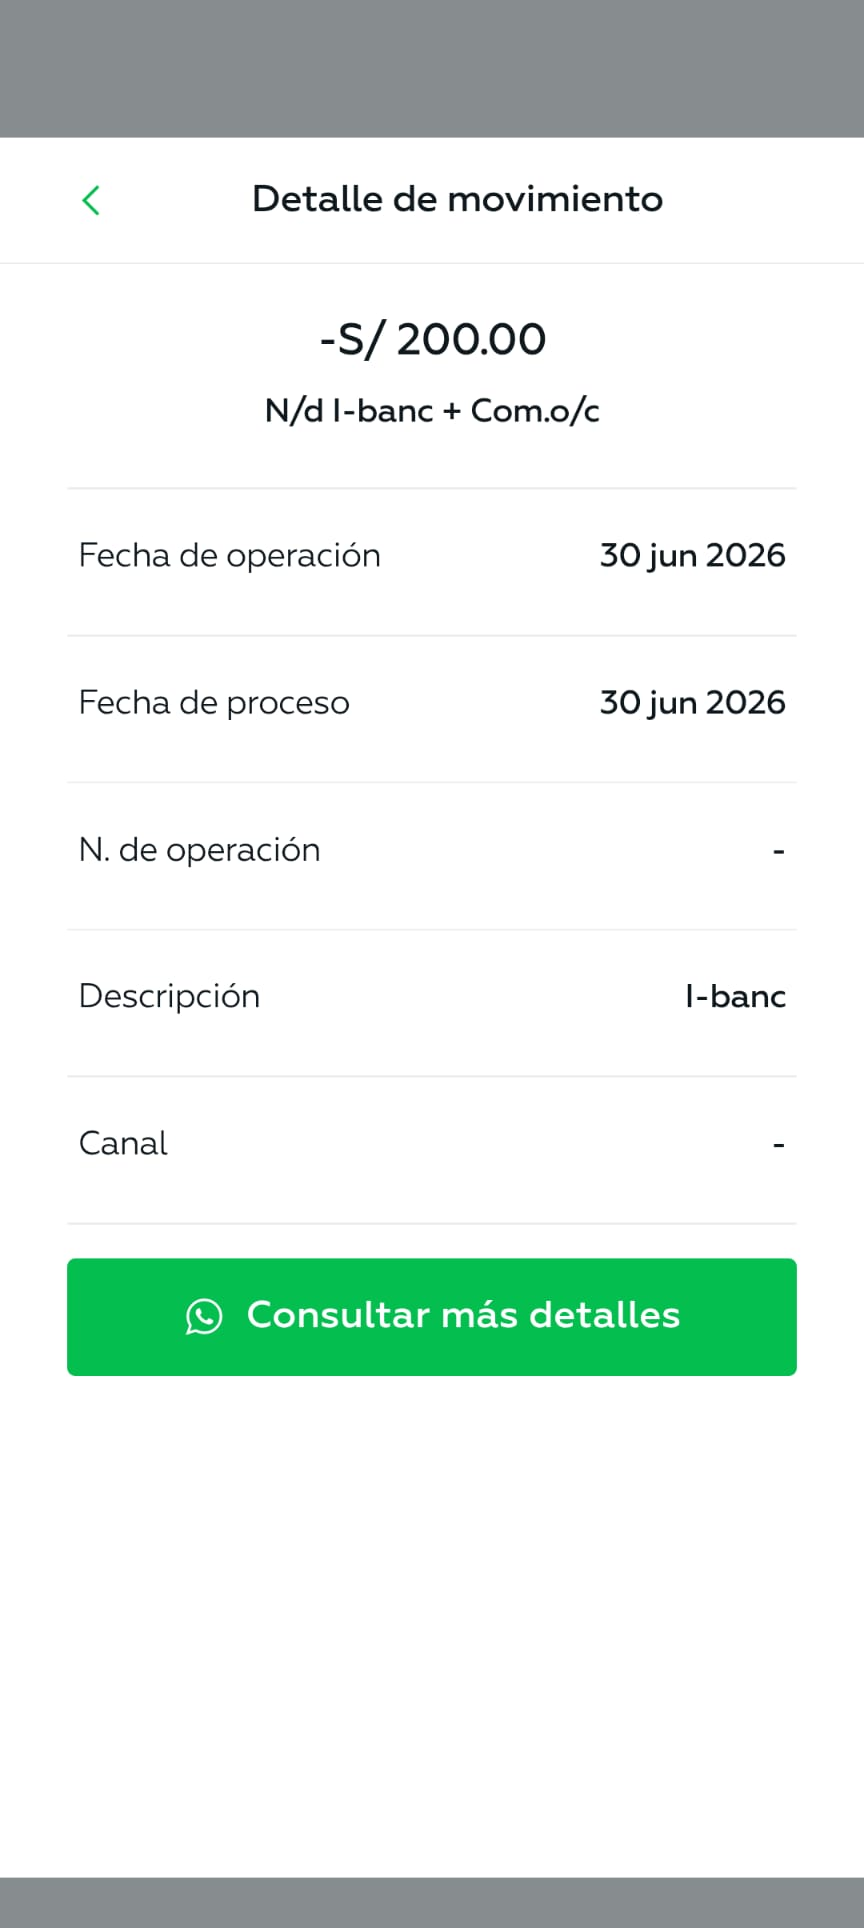 Detalle de movimiento
-S/ 200.00
N/d I-banc + Com.o/c
Fecha de operación 30 jun 2026
Fecha de proceso 30 jun 2026
N. de operación -
Descripción I-banc
Canal -
Consultar más detalles